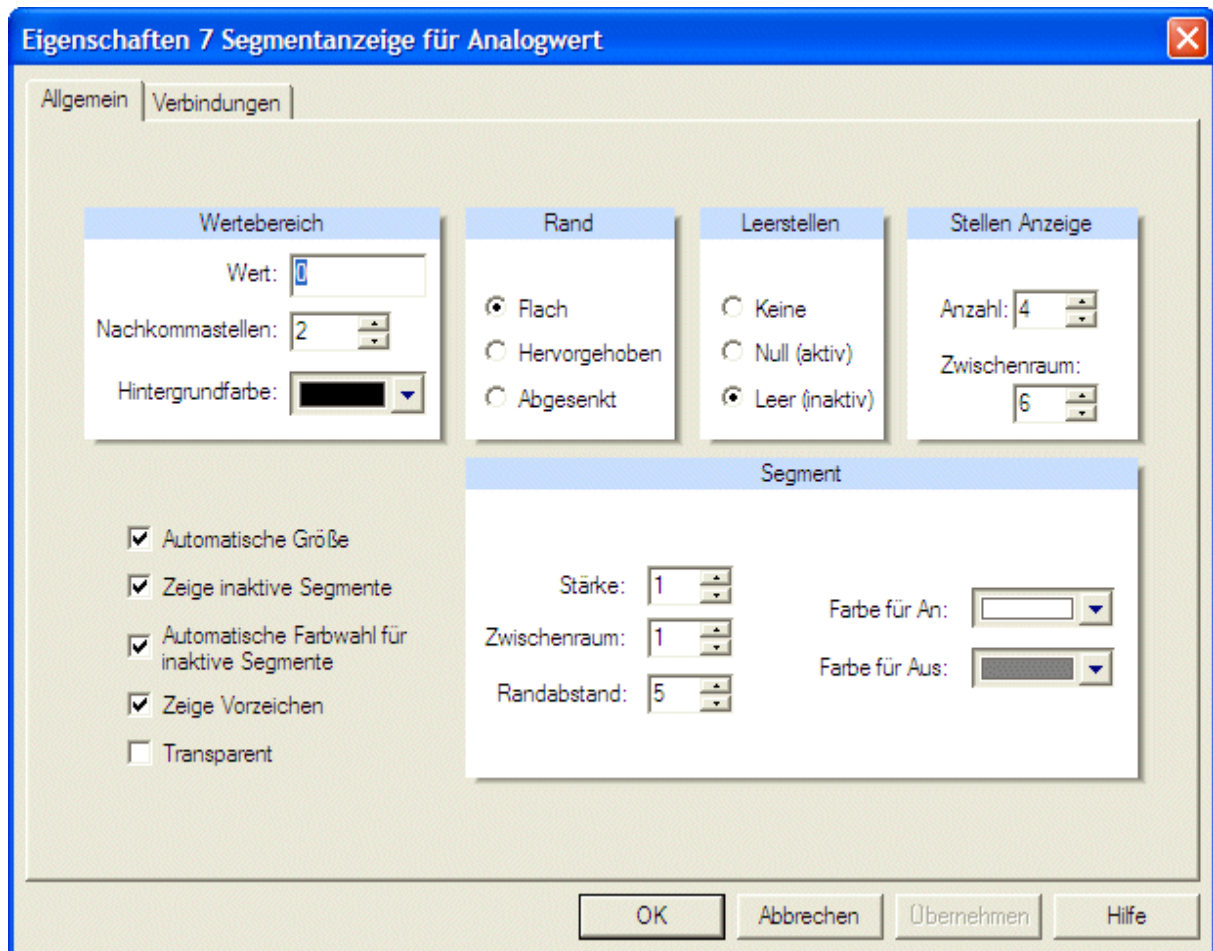 Eigenschaften 7 Segmentanzeige für Analogwert
Allgemein
Verbindungen
Wertebereich
Wert: 0
Nachkommastellen: 2
Hintergrundfarbe:
Rand
Flach
Hervorgehoben
Abgesenkt
Leerstellen
Keine
Null (aktiv)
Leer (inaktiv)
Stellen Anzeige
Anzahl: 4
Zwischenraum:
6
Automatische Größe
Zeige inaktive Segmente
Automatische Farbwahl für
inaktive Segmente
Zeige Vorzeichen
Transparent
Segment
Stärke: 1
Zwischenraum: 1
Randabstand: 5
Farbe für An:
Farbe für Aus:
OK
Abbrechen
Übernehmen
Hilfe